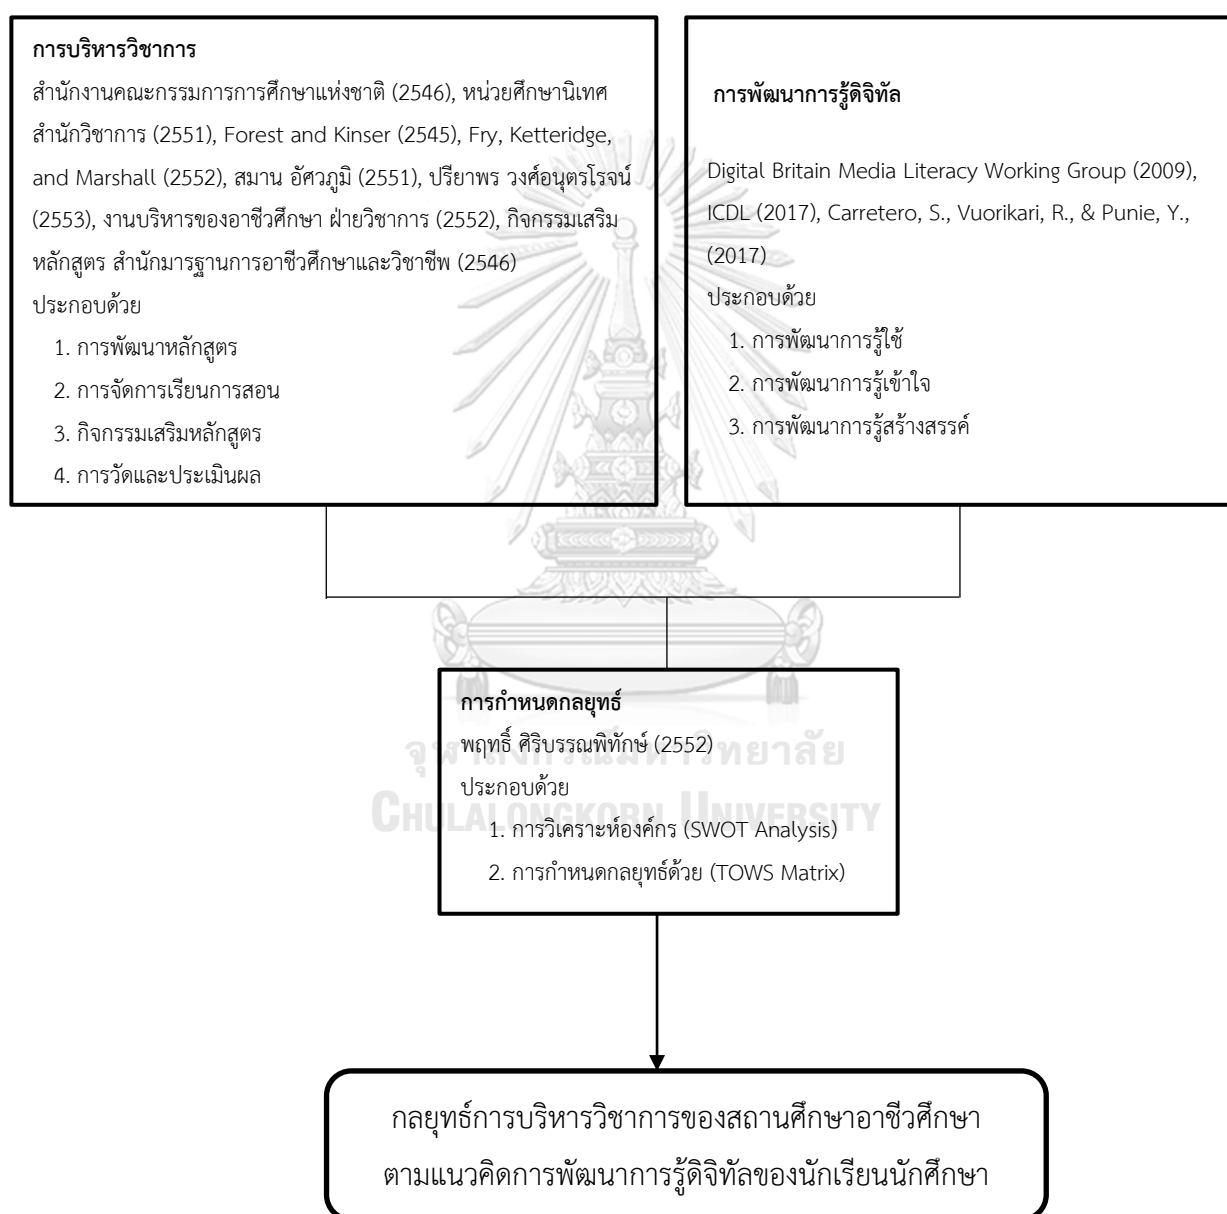 การบริหารวิชาการ
สำนักงานคณะกรรมการการศึกษาแห่งชาติ (2546), หน่วยศึกษานิเทศ
สำนักวิชาการ (2551), Forest and Kinser (2545), Fry, Ketteridge,
and Marshall (2552), สมาน อัศวภูมิ (2551), ปรียาพร วงศ์อนุตรโรจน์
(2553), งานบริหารของอาชีวศึกษา ฝ่ายวิชาการ (2552), กิจกรรมเสริม
หลักสูตร สำนักมารฐานการอาชีวศึกษาและวิชาชีพ (2546)
ประกอบด้วย
1. การพัฒนาหลักสูตร
2. การจัดการเรียนการสอน
3. กิจกรรมเสริมหลักสูตร
4. การวัดและประเมินผล
การพัฒนาการรู้ดิจิทัล
Digital Britain Media Literacy Working Group (2009),
ICDL (2017), Carretero, S., Vuorikari, R., & Punie, Y.,
(2017)
ประกอบด้วย
1. การพัฒนาการรู้ใช้
2. การพัฒนาการรู้เข้าใจ
3. การพัฒนาการรู้สร้างสรรค์
การกำหนดกลยุทธ์
พฤทธิ์ ศิริบรรณพิทักษ์ (2552)
ประกอบด้วย
1. การวิเคราะห์องค์กร (SWOT Analysis)
2. การกำหนดกลยุทธ์ด้วย (TOWS Matrix)
จุฬาลงกรณ์มหาวิทยาลัย
CHULALONGKORN UNIVERSITY
กลยุทธ์การบริหารวิชาการของสถานศึกษาอาชีวศึกษา
ตามแนวคิดการพัฒนาการรู้ดิจิทัลของนักเรียนนักศึกษา